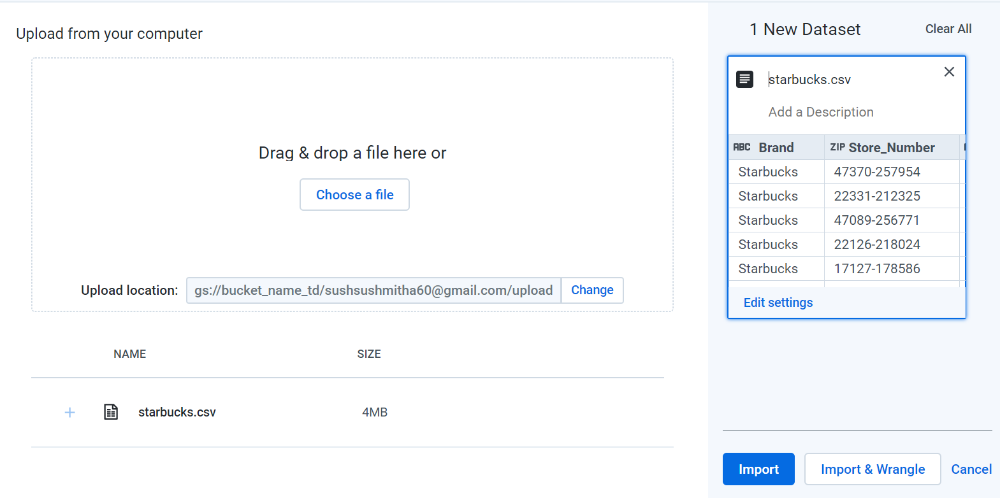 Upload from your computer
Drag & drop a file here or
Choose a file
Upload location: gs://bucket_name_td/sushsushmitha60@gmail.com/upload Change
NAME SIZE
starbucks.csv 4MB
1 New Dataset Clear All
starbucks.csv
Add a Description
ABC Brand ZIP Store_Number
Starbucks 47370-257954
Starbucks 22331-212325
Starbucks 47089-256771
Starbucks 22126-218024
Starbucks 17127-178586
Edit settings
Import Import & Wrangle Cancel